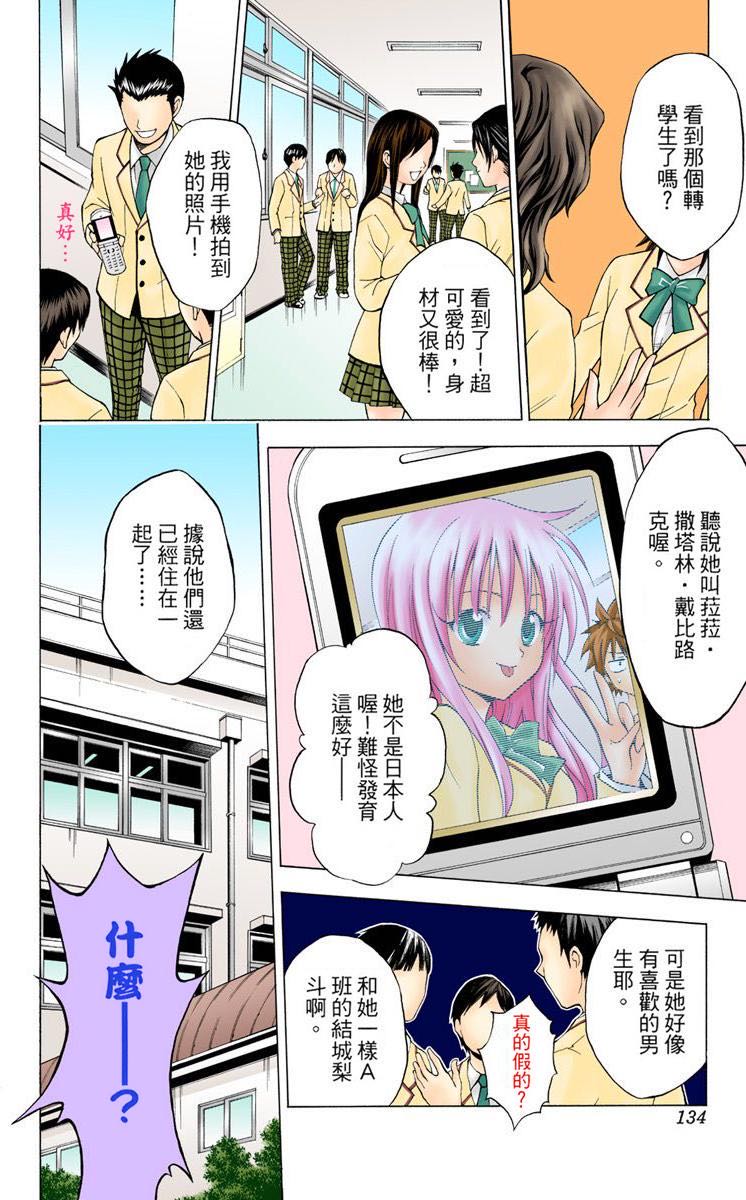 看到那個轉
學生了嗎？
看到了！超
可愛的，身
材又很棒！
我用手機拍到
她的照片！
真好…
聽說她叫菈菈·
撒塔林·戴比路
克喔。
她不是日本人
喔！難怪發育
這麼好——
可是她好像
有喜歡的男
生耶。
真的假的？
和她一樣A
班的結城梨
斗啊。
據說他們還
已經住在一
起了……
什麼——？
134